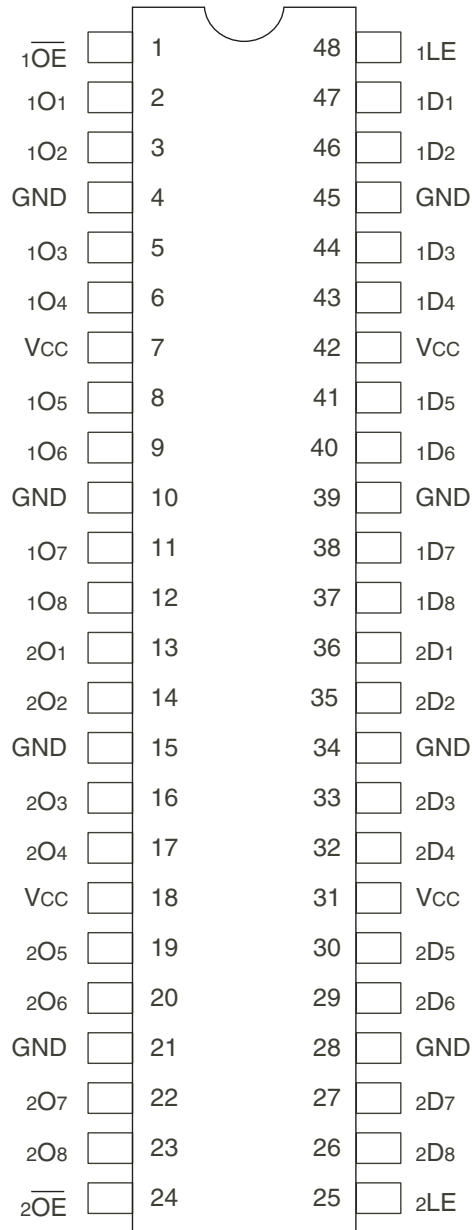 1O̅E̅ 1 48 1LE
1O1 2 47 1D1
1O2 3 46 1D2
GND 4 45 GND
1O3 5 44 1D3
1O4 6 43 1D4
VCC 7 42 VCC
1O5 8 41 1D5
1O6 9 40 1D6
GND 10 39 GND
1O7 11 38 1D7
1O8 12 37 1D8
2O1 13 36 2D1
2O2 14 35 2D2
GND 15 34 GND
2O3 16 33 2D3
2O4 17 32 2D4
VCC 18 31 VCC
2O5 19 30 2D5
2O6 20 29 2D6
GND 21 28 GND
2O7 22 27 2D7
2O8 23 26 2D8
2O̅E̅ 24 25 2LE